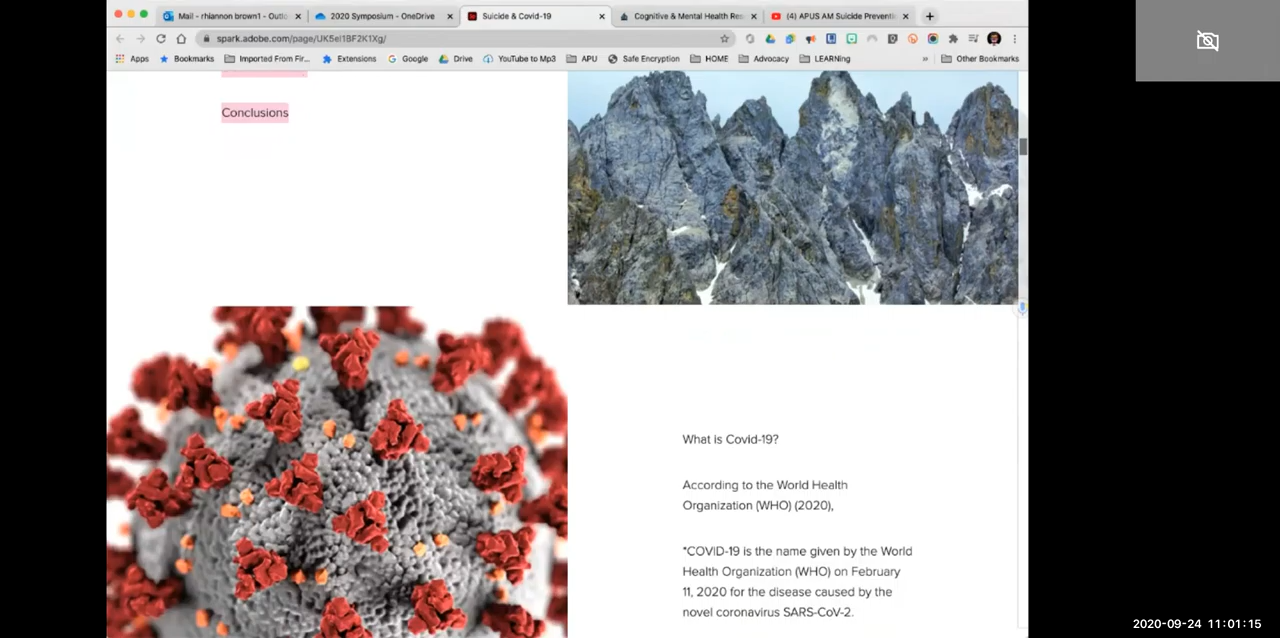 Mail - rhiannon brown1 - Outlo
2020 Symposium - OneDrive
Suicide & Covid-19
Cognitive & Mental Health Res
(4) APUS AM Suicide Preventi
spark.adobe.com/page/UK5eI1BF2K1Xg/
Apps
Bookmarks
Imported From Fir...
Extensions
Google
Drive
YouTube to Mp3
APU
Safe Encryption
HOME
Advocacy
LEARNing
»
Other Bookmarks
Conclusions
What is Covid-19?
According to the World Health
Organization (WHO) (2020),
"COVID-19 is the name given by the World
Health Organization (WHO) on February
11, 2020 for the disease caused by the
novel coronavirus SARS-CoV-2.
2020-09-24 11:01:15